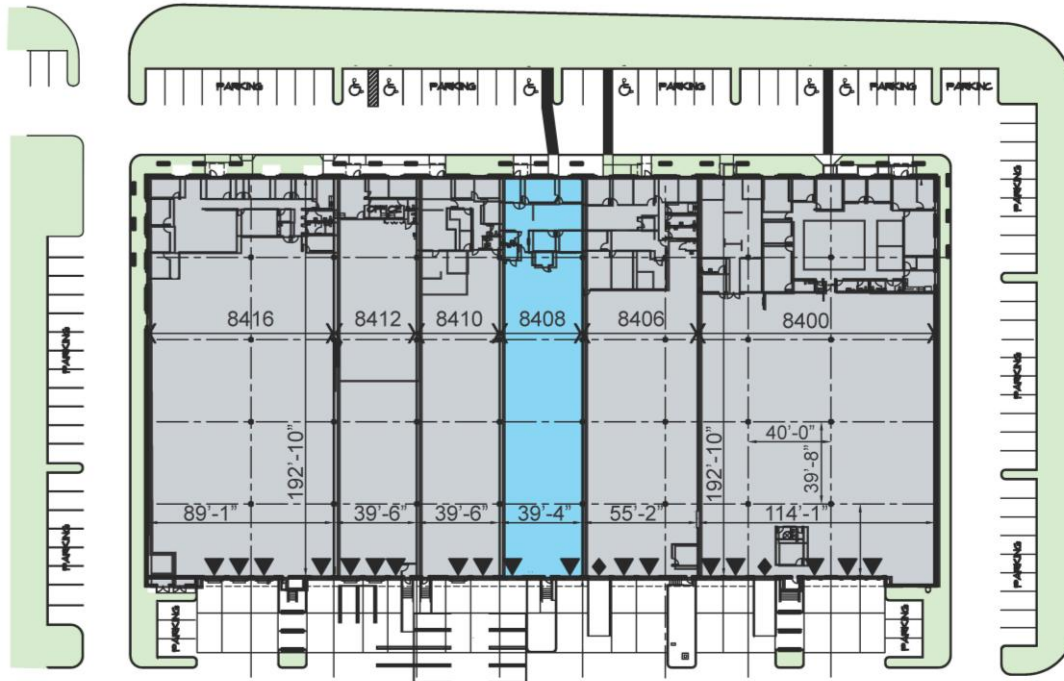 PARKING
PARKING
PARKING
PARKING
PARKINC
PARKING
8416
8412
8410
8408
8406
8400
PARKING
PARKING
40'-0"
39'-8"
192'-10"
192'-10"
89'-1"
39'-6"
39'-6"
39'-4"
55'-2"
114'-1"
PARKING
PARKING
PARKING
PARKING